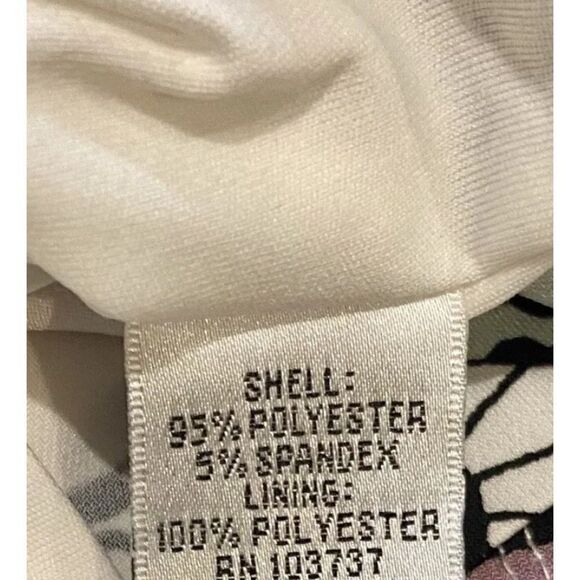 SHELL:
95% POLYESTER
5% SPANDEX
LINING:
100% POLYESTER
RN 103737